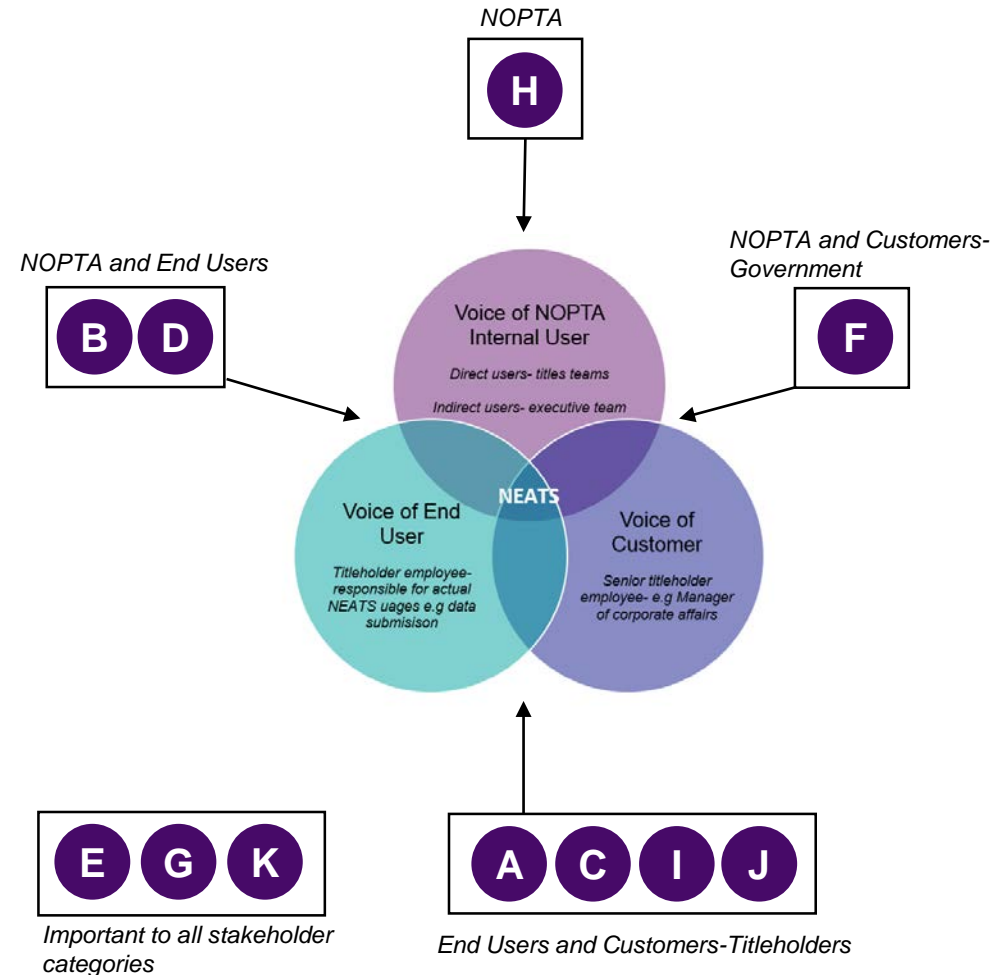 NOPTA
H
NOPTA and End Users
B D
NOPTA and Customers-
Government
F
Voice of NOPTA
Internal User
Direct users- titles teams
Indirect users- executive team
NEATS
Voice of End
User
Titleholder employee-
responsible for actual
NEATS uages e.g data
submisison
Voice of
Customer
Senior titleholder
employee- e.g Manager
of corporate affairs
E G K
Important to all stakeholder
categories
A C I J
End Users and Customers-Titleholders